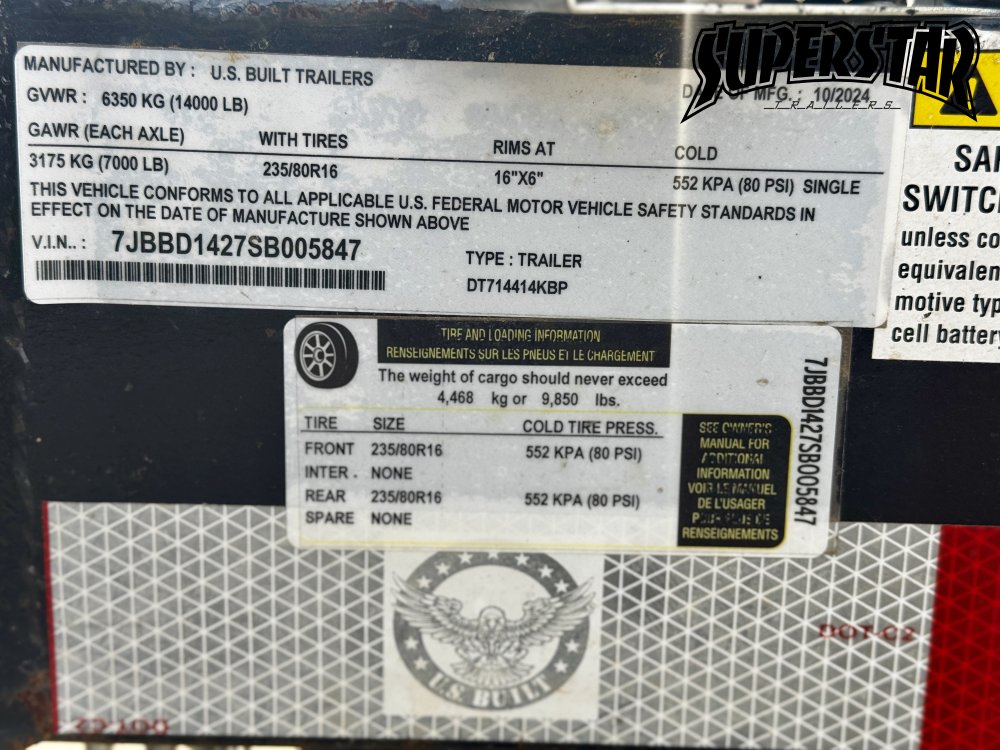 SUPERSTAR
TRAILERS
MANUFACTURED BY : U.S. BUILT TRAILERS
DATE OF MFG. : 10/2024
GVWR : 6350 KG (14000 LB)
GAWR (EACH AXLE) WITH TIRES RIMS AT COLD
3175 KG (7000 LB) 235/80R16 16"X6" 552 KPA (80 PSI) SINGLE
THIS VEHICLE CONFORMS TO ALL APPLICABLE U.S. FEDERAL MOTOR VEHICLE SAFETY STANDARDS IN
EFFECT ON THE DATE OF MANUFACTURE SHOWN ABOVE
V.I.N.. : 7JBBD1427SB005847
TYPE : TRAILER
DT714414KBP
SWITC
unless co
equivalen
motive typ
cell battery
TIRE AND LOADING INFORMATION
RENSEIGNEMENTS SUR LES PNEUS ET LE CHARGEMENT
The weight of cargo should never exceed
4,468 kg or 9,850 lbs.
TIRE SIZE COLD TIRE PRESS.
FRONT 235/80R16 552 KPA (80 PSI)
INTER . NONE
REAR 235/80R16 552 KPA (80 PSI)
SPARE NONE
SEE OWNER'S
MANUAL FOR
ADDITIONAL
INFORMATION
VOIR LE MANUEL
DE L'USAGER
POUR PLUS DE
RENSEIGNEMENTS
7JBBD1427SB005847
U.S BUILT
DOT-C2